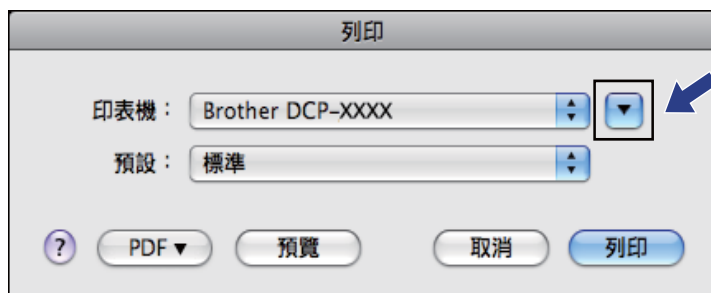 列印
印表機： Brother DCP-XXXX
預設： 標準
? PDF▼ 預覽 取消 列印